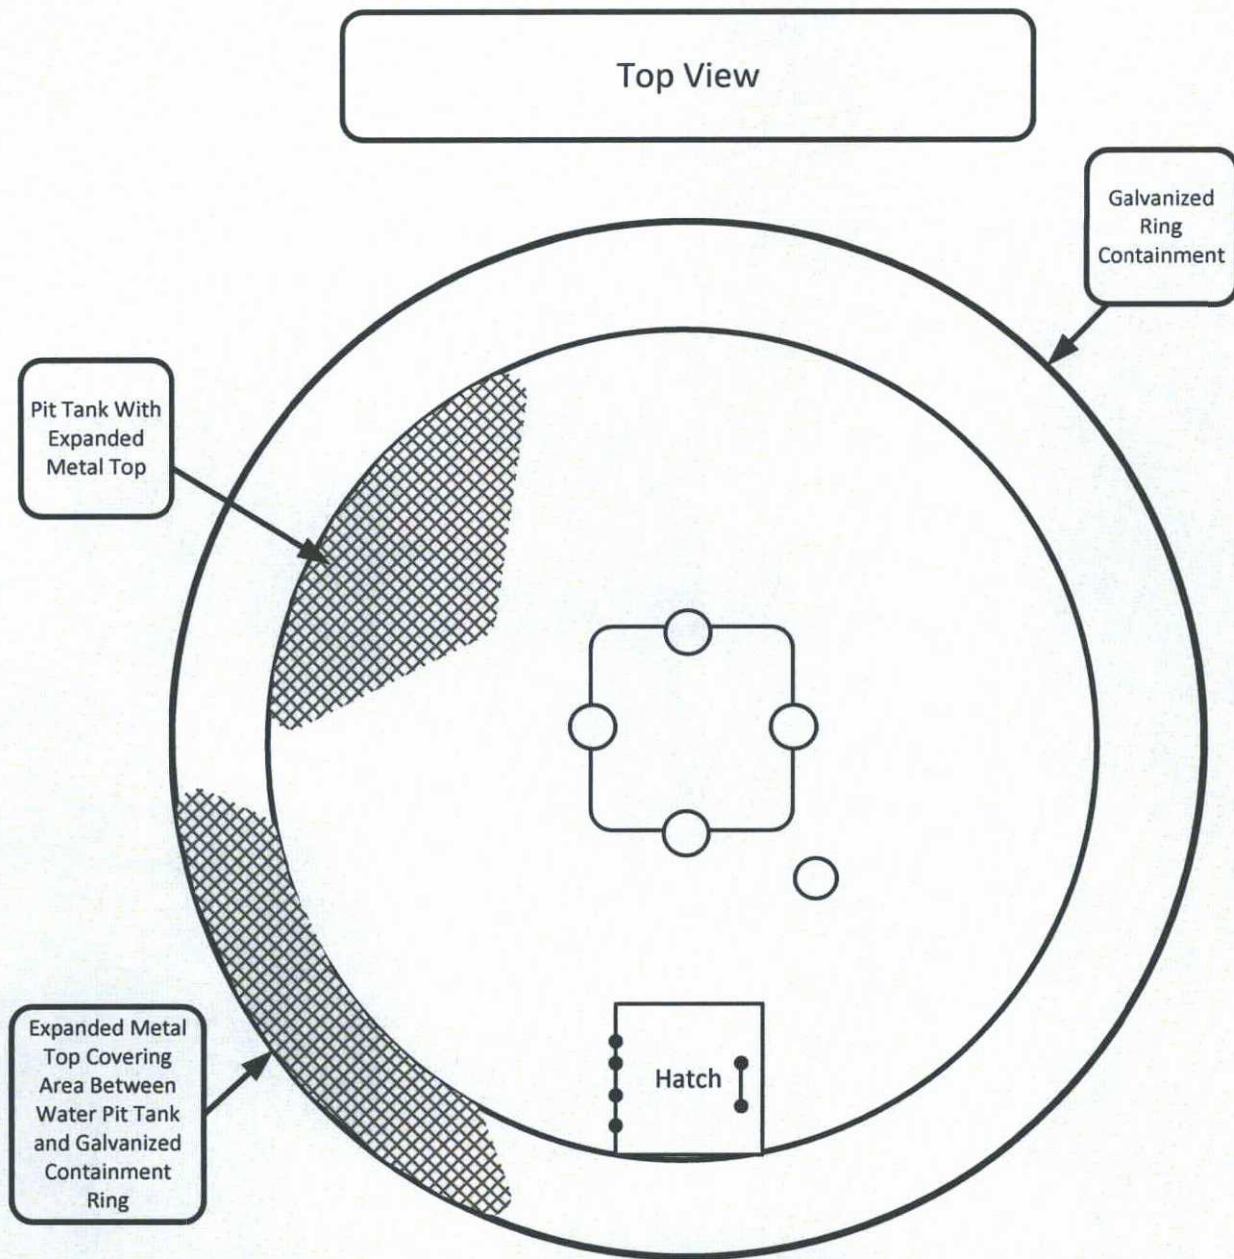 Top View
Galvanized
Ring
Containment
Pit Tank With
Expanded
Metal Top
Expanded Metal
Top Covering
Area Between
Water Pit Tank
and Galvanized
Containment
Ring
Hatch